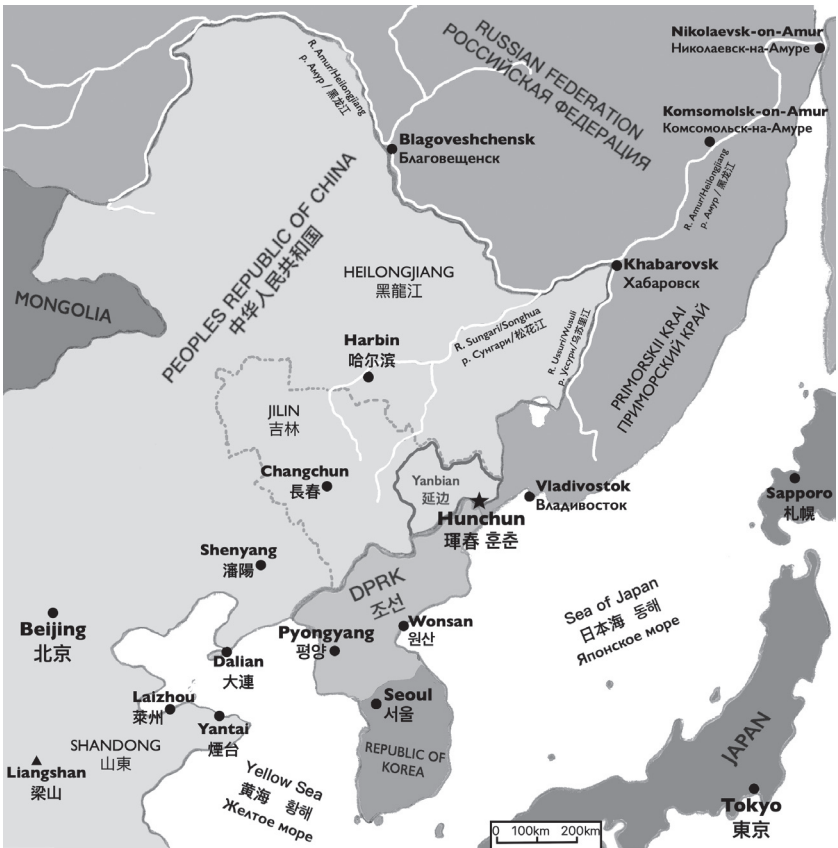 Nikolaevsk-on-Amur
Николаевск-на-Амуре
RUSSIAN FEDERATION
РОССИЙСКАЯ ФЕДЕРАЦИЯ
R. Amur/Heilongjiang
р. Амур / 黑龙江
Komsomolsk-on-Amur
Комсомольск-на-Амуре
Blagoveshchensk
Благовещенск
R. Amur/Heilongjiang
р. Амур / 黑龙江
PEOPLES REPUBLIC OF CHINA
中华人民共和国
Khabarovsk
Хабаровск
HEILONGJIANG
黑龍江
MONGOLIA
R. Sungari/Songhua
р. Сунгари/松花江
R. Ussuri/Wusuli
р. Уссури/乌苏里江
PRIMORSKII KRAI
ПРИМОРСКИЙ КРАЙ
Harbin
哈尔滨
JILIN
吉林
Changchun
長春
Yanbian
延边
Vladivostok
Владивосток
Sapporo
札幌
Hunchun
琿春 훈춘
Shenyang
瀋陽
DPRK
조선
Sea of Japan
日本海 동해
Японское море
Beijing
北京
Pyongyang
평양
Wonsan
원산
Dalian
大連
Laizhou
萊州
Seoul
서울
Yantai
煙台
SHANDONG
山東
REPUBLIC OF
KOREA
JAPAN
Liangshan
梁山
Yellow Sea
黄海 황해
Желтое море
Tokyo
東京
0 100km 200km